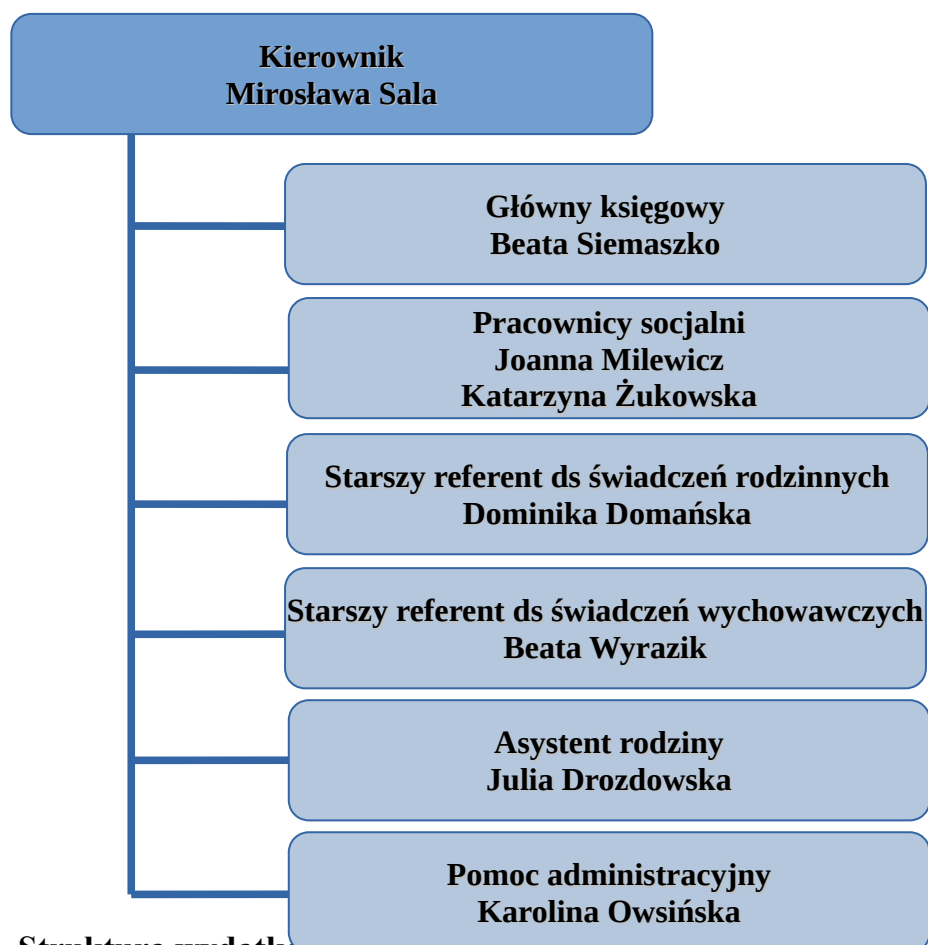 Kierownik
Mirosława Sala
Główny księgowy
Beata Siemaszko
Pracownicy socjalni
Joanna Milewicz
Katarzyna Żukowska
Starszy referent ds świadczeń rodzinnych
Dominika Domańska
Starszy referent ds świadczeń wychowawczych
Beata Wyrazik
Asystent rodziny
Julia Drozdowska
Pomoc administracyjny
Karolina Owsińska